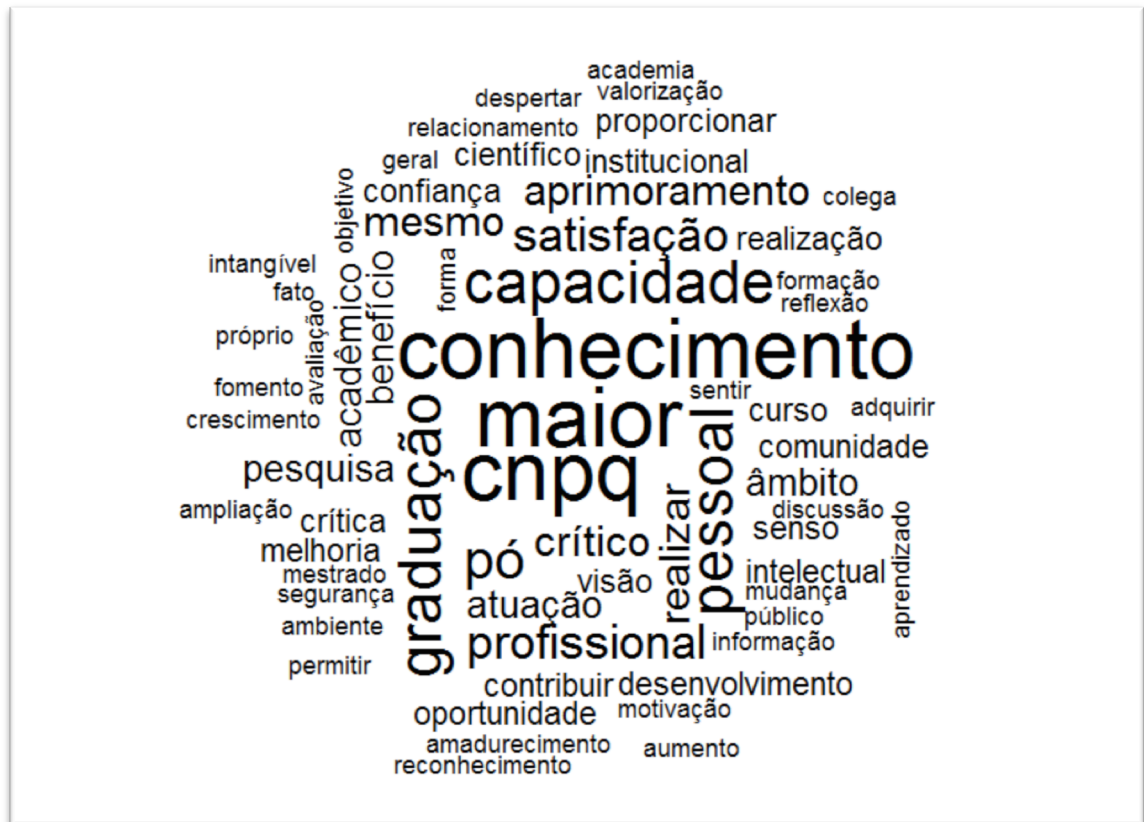 academia
despertar valorização
relacionamento proporcionar
geral científico institucional
objetivo confiança aprimoramento colega
mesmo satisfação realização
intangível forma capacidade formação
fato reflexão
acadêmico benefício
próprio avaliação conhecimento
fomento sentir
crescimento maior curso adquirir
graduação pessoal comunidade
pesquisa cnpq âmbito
ampliação crítica realizar discussão
senso aprendizado
melhoria pó crítico
mestrado visão intelectual
segurança atuação mudança
ambiente público
permitir profissional informação
contribuir desenvolvimento
oportunidade motivação
amadurecimento aumento
reconhecimento